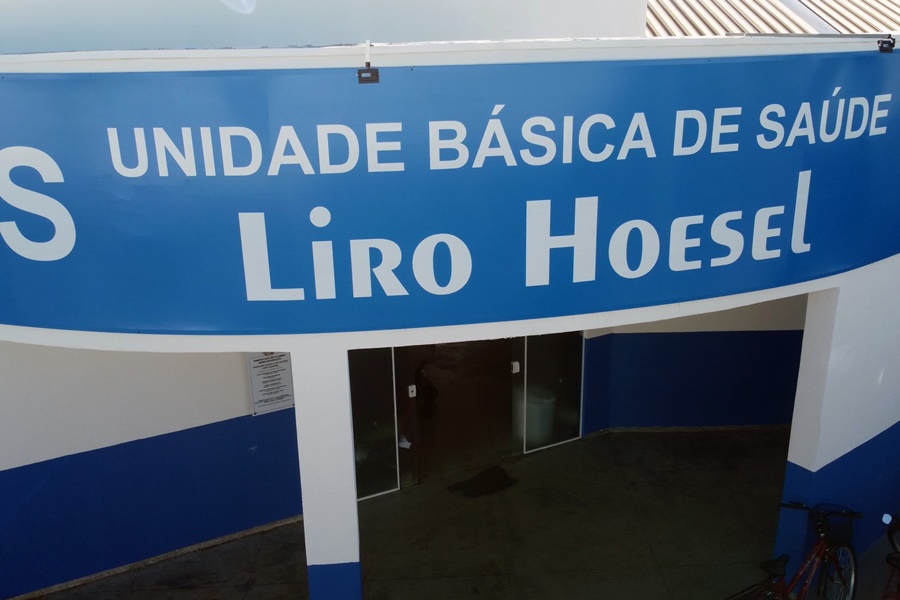 S
UNIDADE BÁSICA DE SAÚDE
LIRO HOESEL